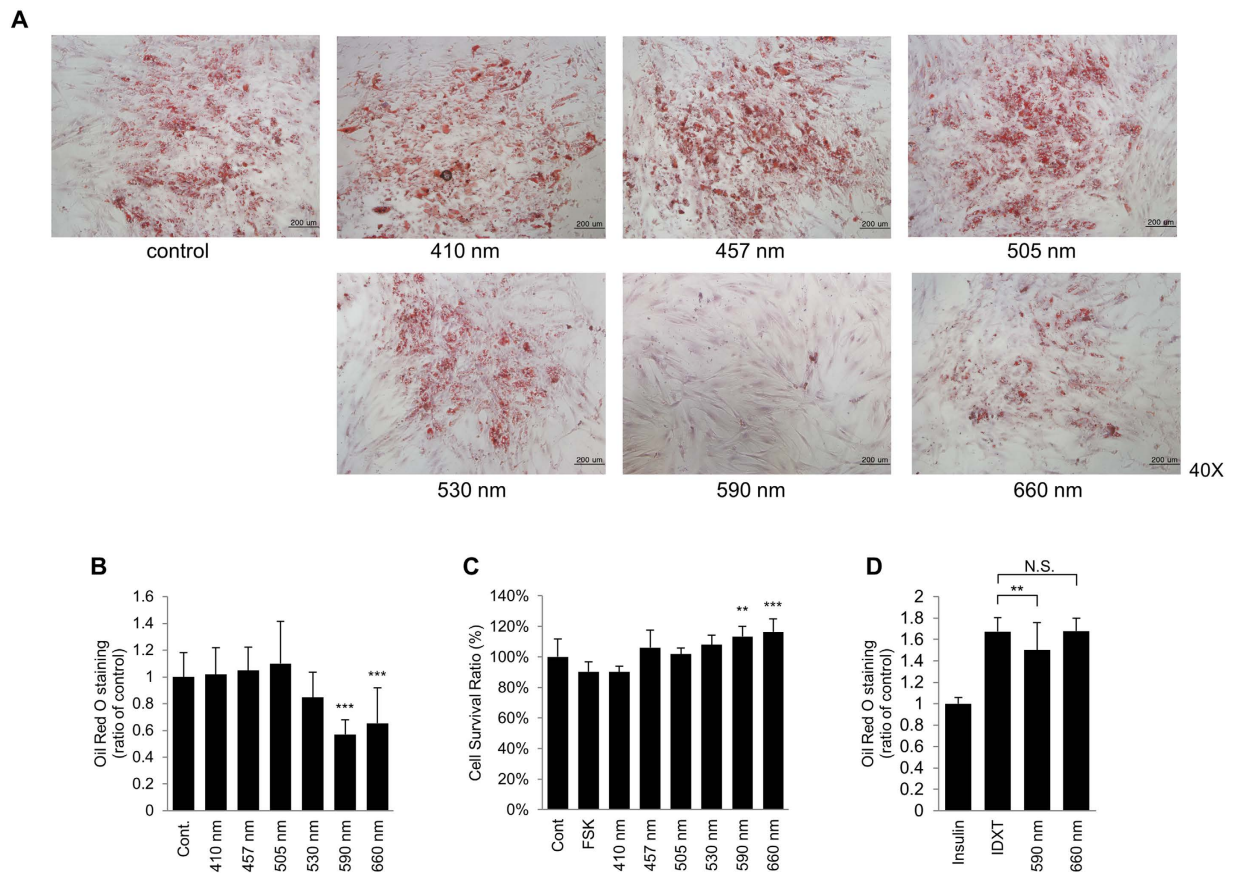 A
200 um
200 um
200 um
200 um
control
410 nm
457 nm
505 nm
200 um
200 um
200 um
40X
530 nm
590 nm
660 nm
B
Oil Red O staining
(ratio of control)
1.6
1.4
1.2
1
0.8
0.6
0.4
0.2
0
***
***
Cont.
410 nm
457 nm
505 nm
530 nm
590 nm
660 nm
C
Cell Survival Ratio (%)
140%
120%
100%
80%
60%
40%
20%
0%
**
***
Cont
FSK
410 nm
457 nm
505 nm
530 nm
590 nm
660 nm
D
Oil Red O staining
(ratio of control)
2
1.8
1.6
1.4
1.2
1
0.8
0.6
0.4
0.2
0
N.S.
**
Insulin
IDXT
590 nm
660 nm